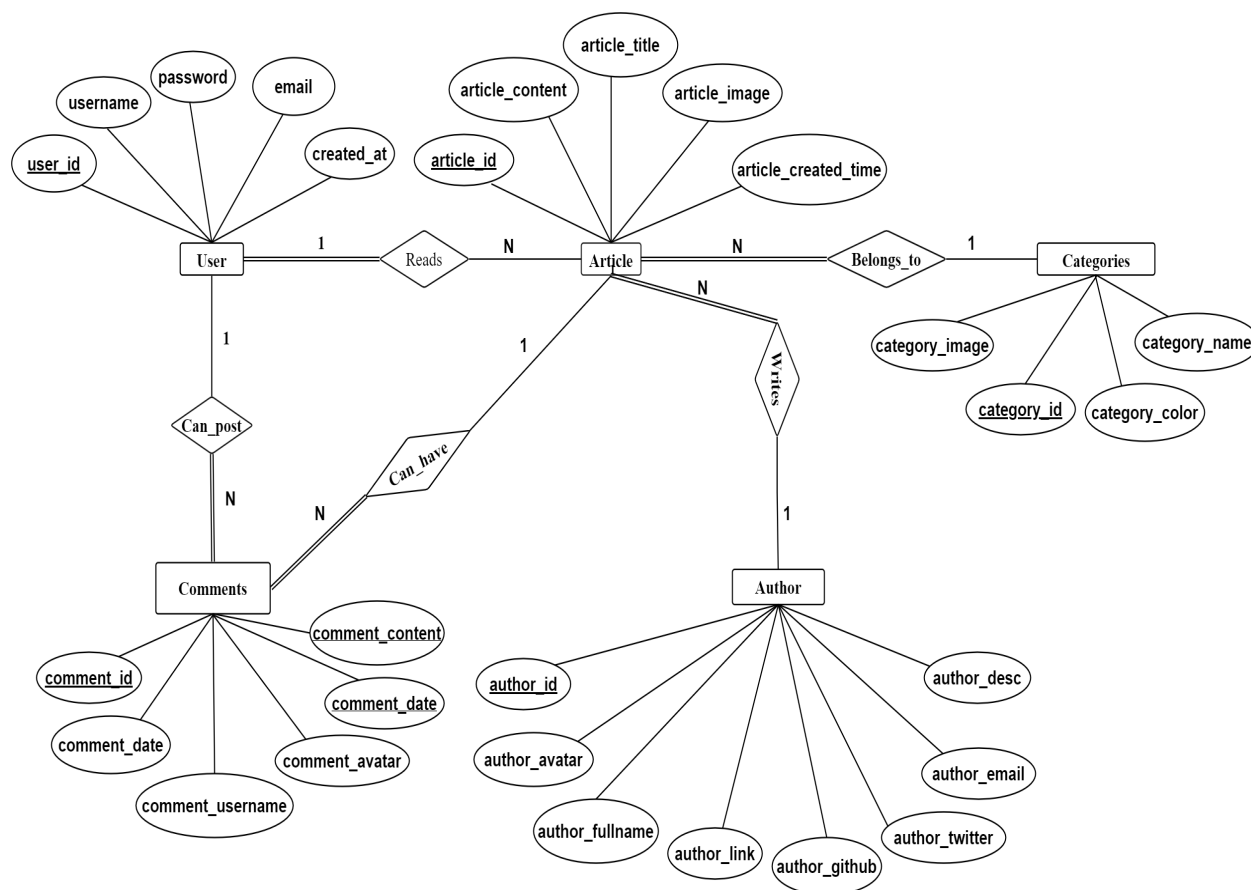 article_title
password
email
article_content
article_image
username
created_at
user_id
article_id
article_created_time
User
1
Reads
N
Article
N
Belongs_to
1
Categories
N
1
1
category_image
category_name
Writes
category_id
category_color
Can_post
Can_have
N
N
1
Comments
Author
comment_content
comment_id
comment_date
author_id
author_desc
comment_date
comment_avatar
author_avatar
author_email
comment_username
author_fullname
author_link
author_github
author_twitter